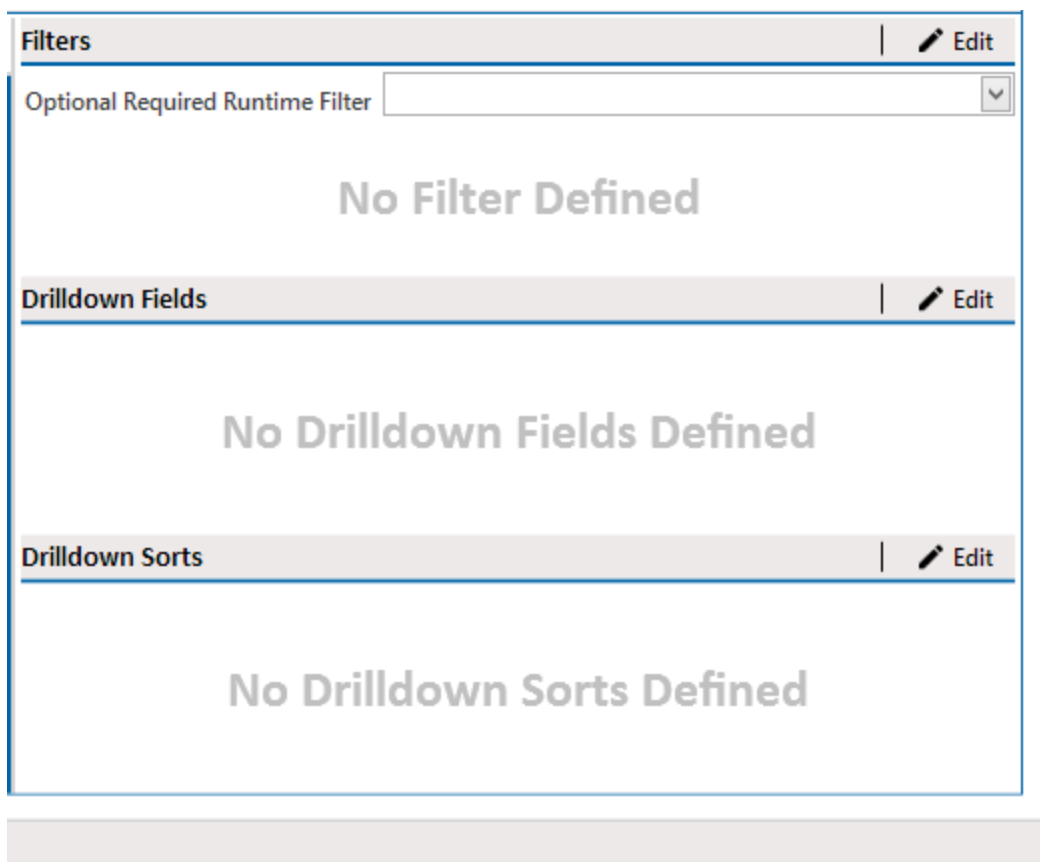 Filters | Edit
Optional Required Runtime Filter
No Filter Defined
Drilldown Fields | Edit
No Drilldown Fields Defined
Drilldown Sorts | Edit
No Drilldown Sorts Defined